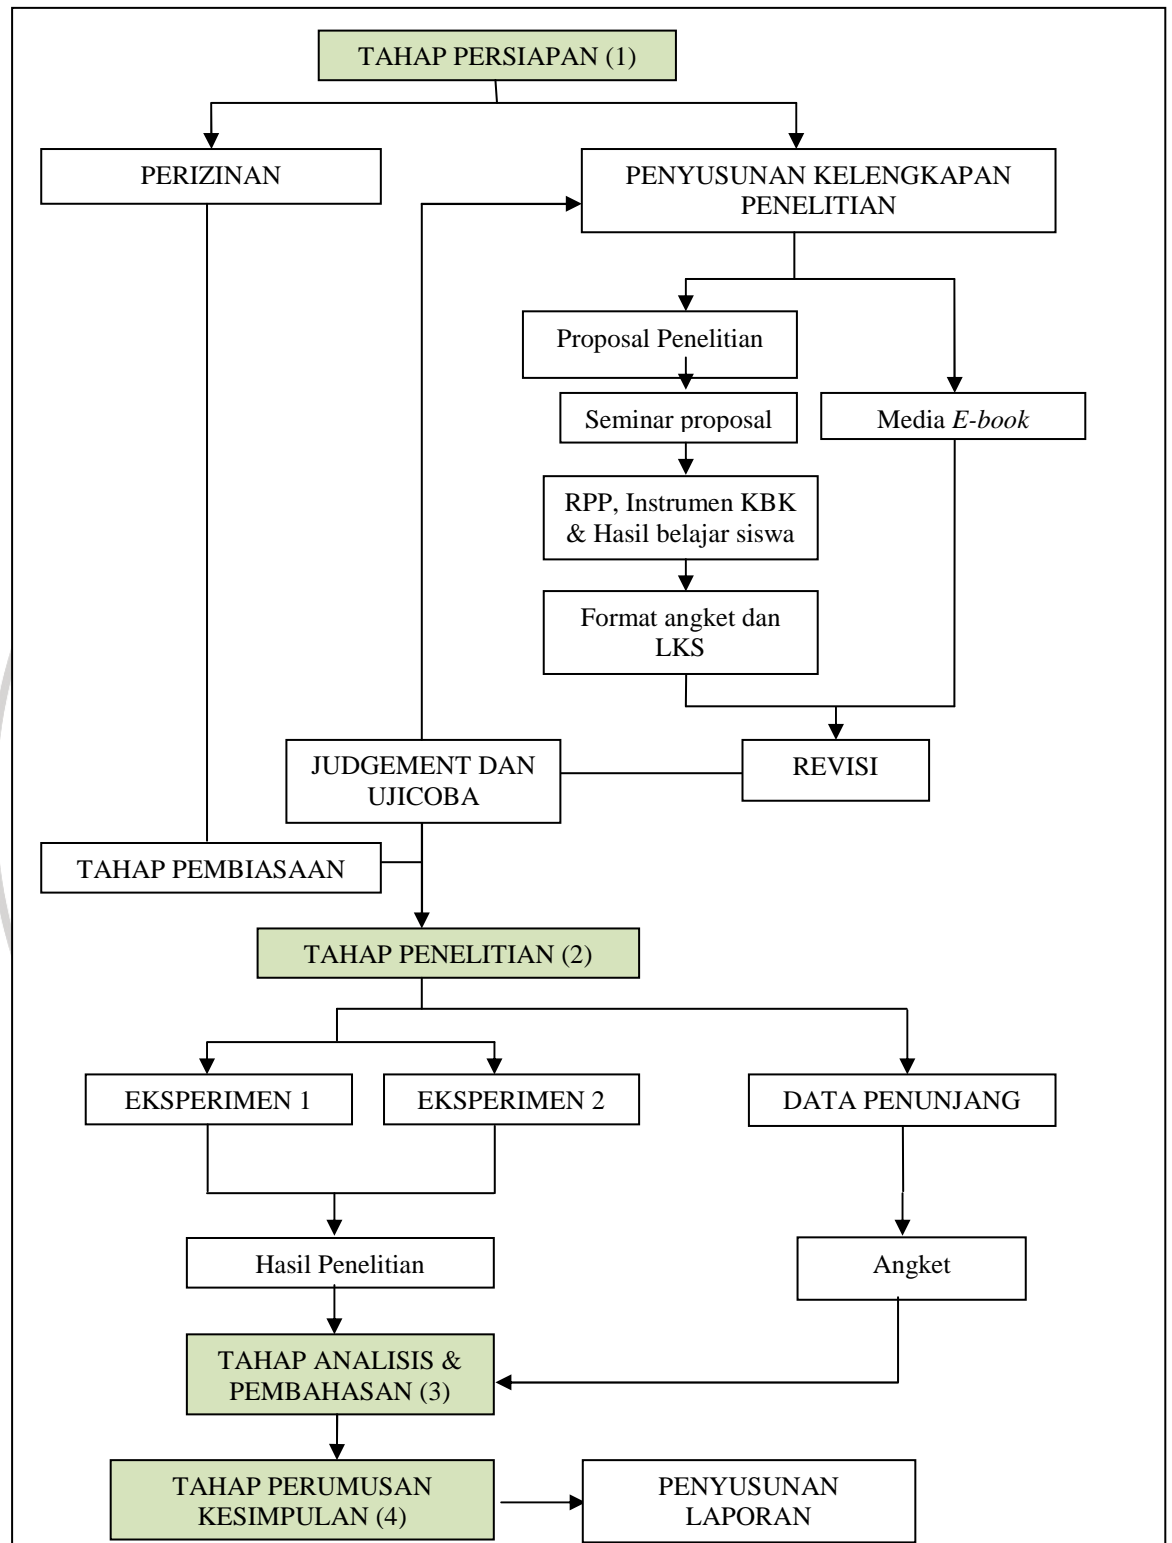 TAHAP PERSIAPAN (1)
PERIZINAN
PENYUSUNAN KELENGKAPAN
PENELITIAN
Proposal Penelitian
Seminar proposal
Media E-book
RPP, Instrumen KBK
& Hasil belajar siswa
Format angket dan
LKS
JUDGEMENT DAN
UJICOBA
REVISI
TAHAP PEMBIASAAN
TAHAP PENELITIAN (2)
EKSPERIMEN 1
EKSPERIMEN 2
DATA PENUNJANG
Hasil Penelitian
Angket
TAHAP ANALISIS &
PEMBAHASAN (3)
TAHAP PERUMUSAN
KESIMPULAN (4)
PENYUSUNAN
LAPORAN